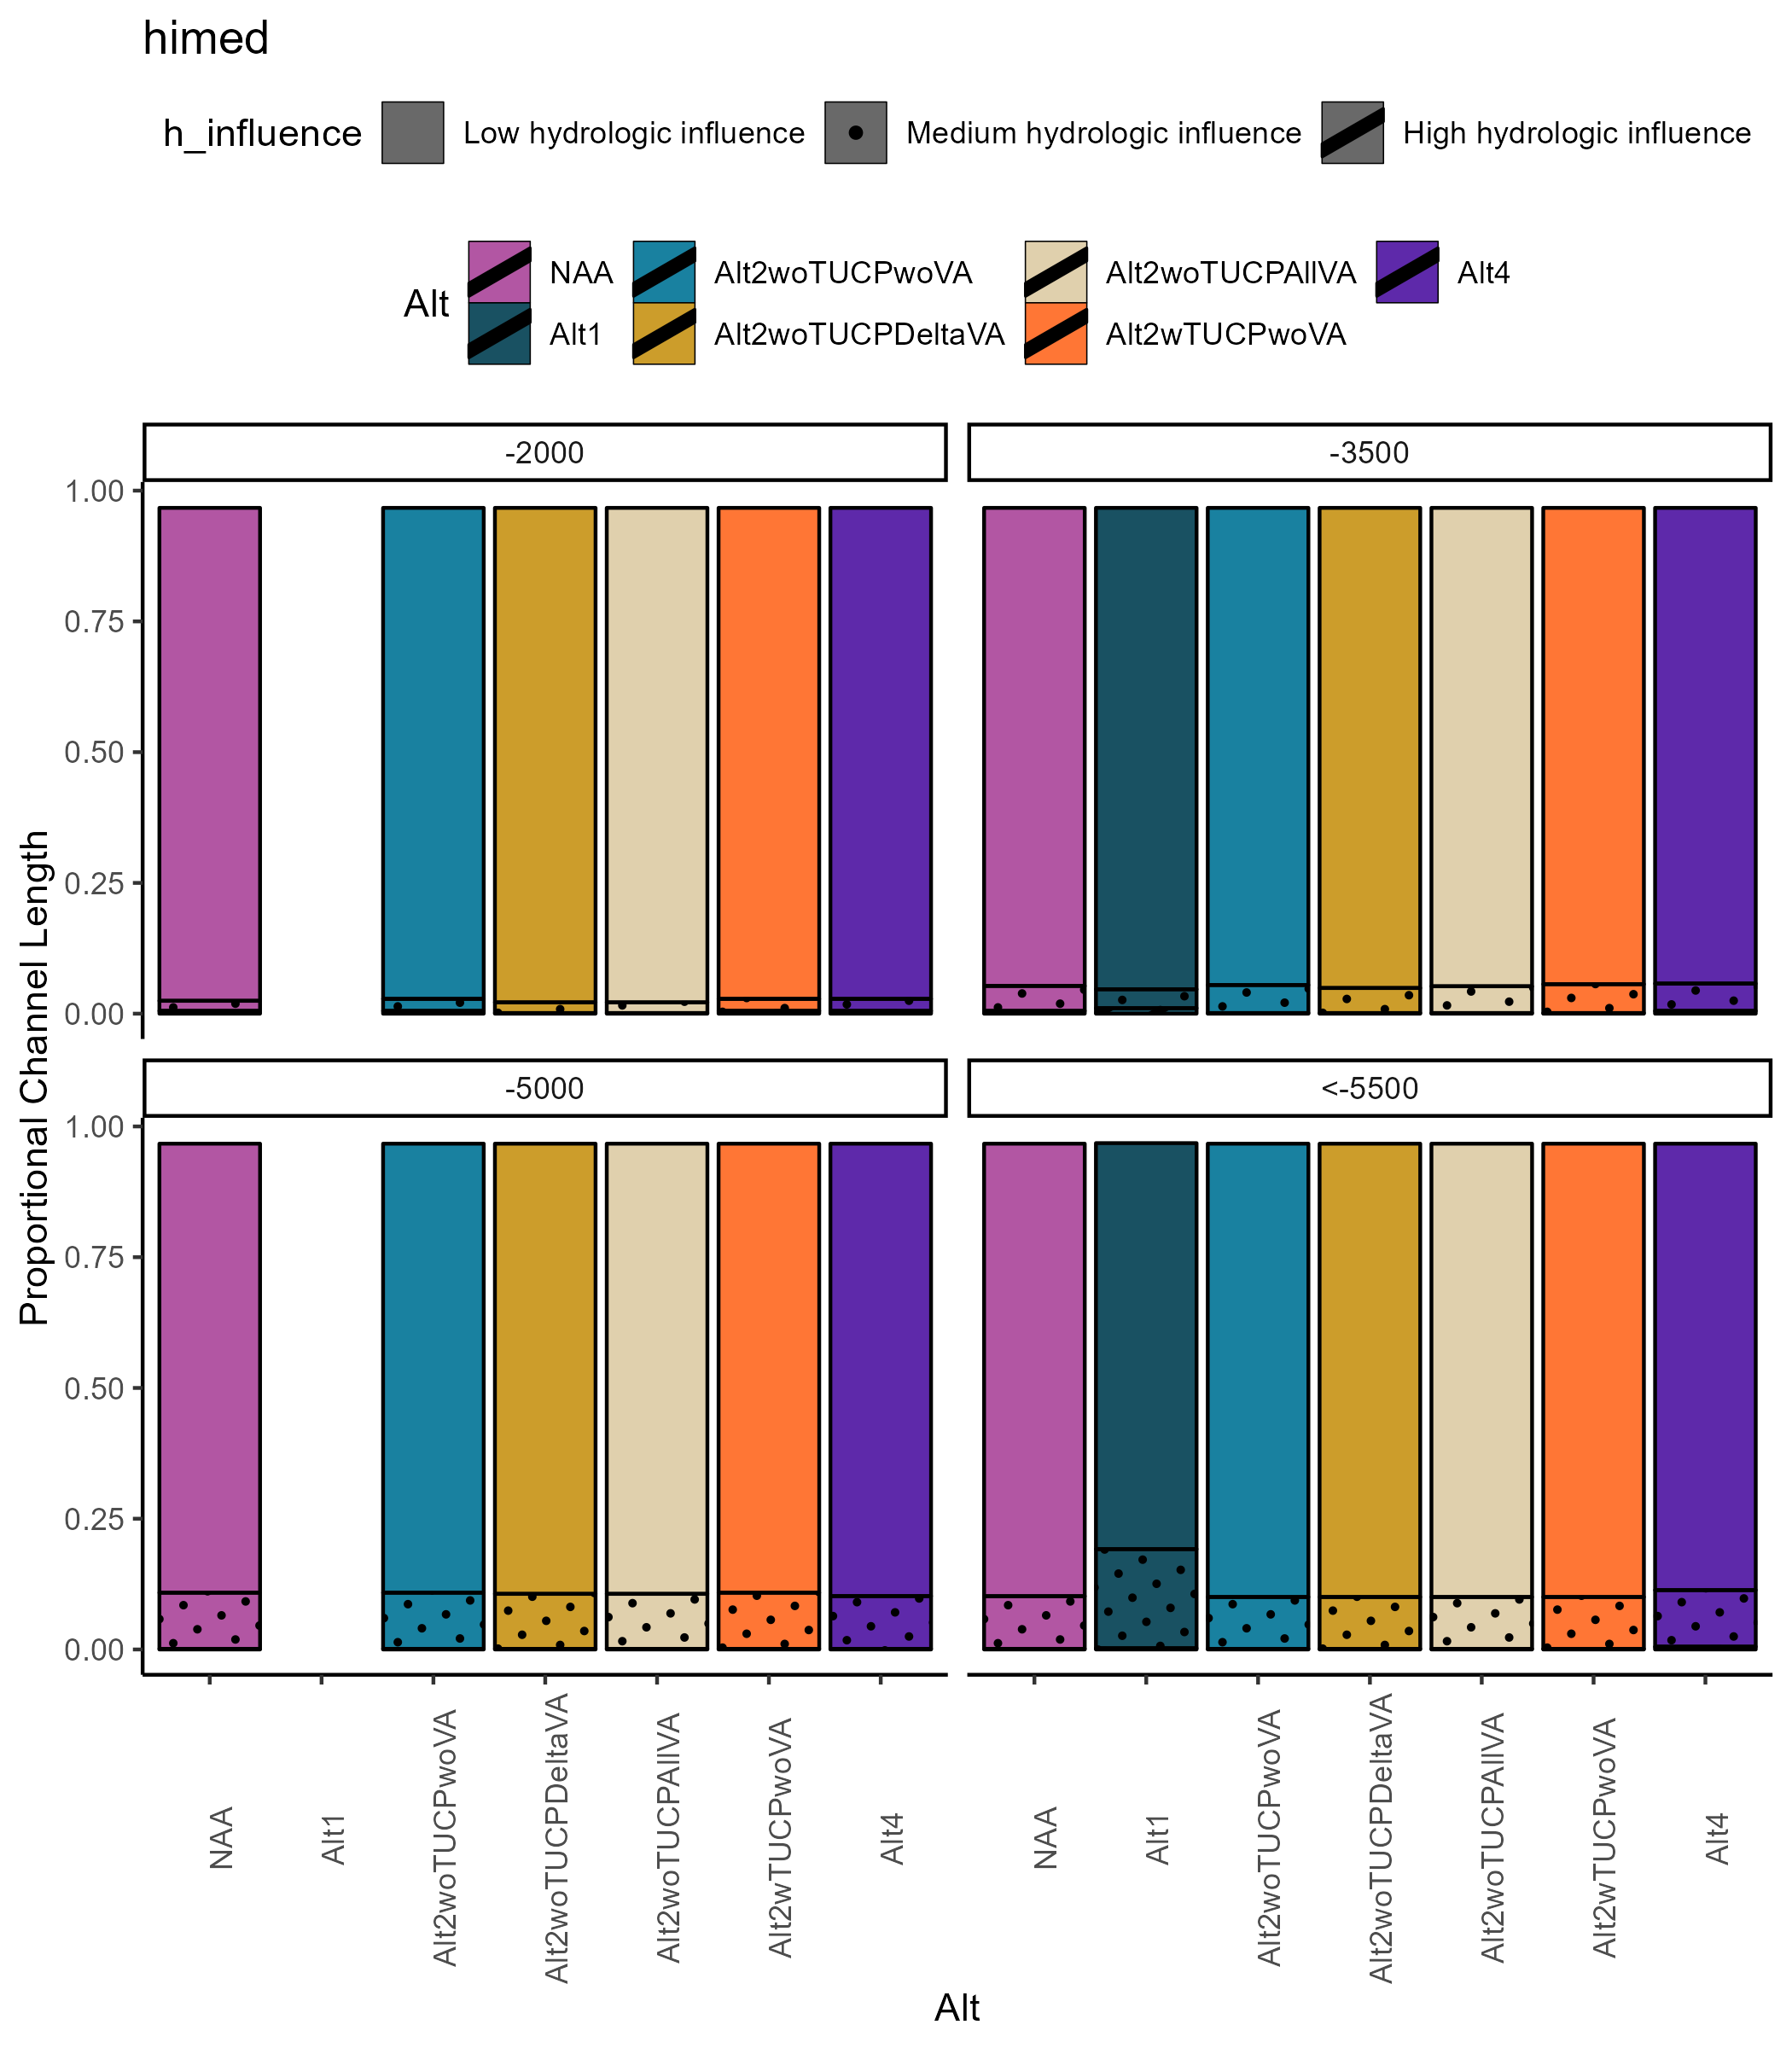 himed
h_influence Low hydrologic influence Medium hydrologic influence High hydrologic influence
Alt NAA Alt2woTUCPwoVA Alt2woTUCPAllVA Alt4
Alt1 Alt2woTUCPDeltaVA Alt2wTUCPwoVA
-2000 -3500
1.00
0.75
0.50
0.25
0.00
Proportional Channel Length
-5000 <-5500
1.00
0.75
0.50
0.25
0.00
NAA Alt1 Alt2woTUCPwoVA Alt2woTUCPDeltaVA Alt2woTUCPAllVA Alt2wTUCPwoVA Alt4 NAA Alt1 Alt2woTUCPwoVA Alt2woTUCPDeltaVA Alt2woTUCPAllVA Alt2wTUCPwoVA Alt4
Alt